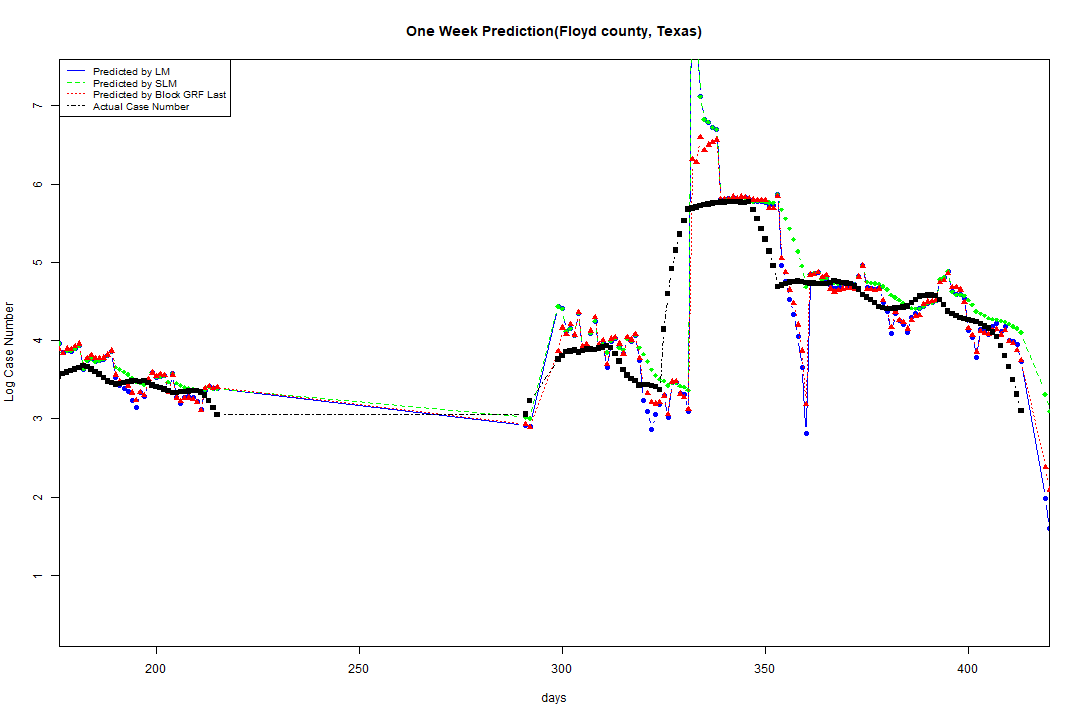 One Week Prediction(Floyd county, Texas)
Predicted by LM
Predicted by SLM
Predicted by Block GRF Last
Actual Case Number
7
6
5
4
3
2
1
Log Case Number
200 250 300 350 400
days